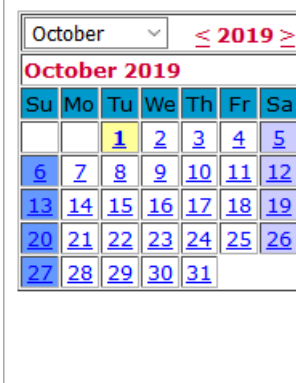 October < 2019 >
October 2019
Su Mo Tu We Th Fr Sa
1 2 3 4 5
6 7 8 9 10 11 12
13 14 15 16 17 18 19
20 21 22 23 24 25 26
27 28 29 30 31